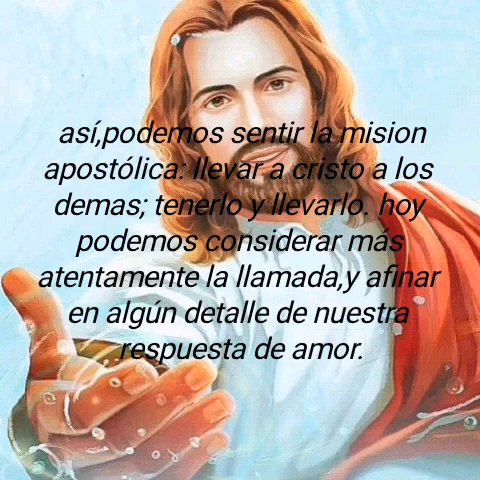 así,podemos sentir la mision
apostólica: llevar a cristo a los
demas; tenerlo y llevarlo. hoy
podemos considerar más
atentamente la llamada,y afinar
en algún detalle de nuestra
respuesta de amor.